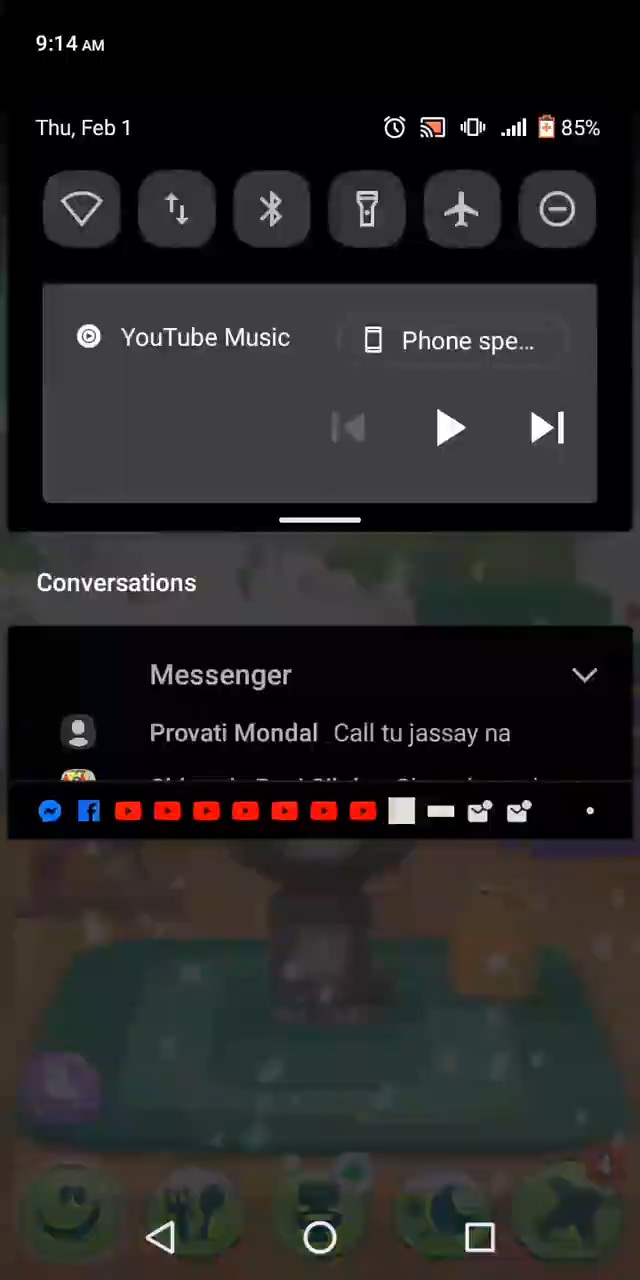 9:14 AM
Thu, Feb 1
85%
YouTube Music
Phone spe...
Conversations
Messenger
Provati Mondal Call tu jassay na
4